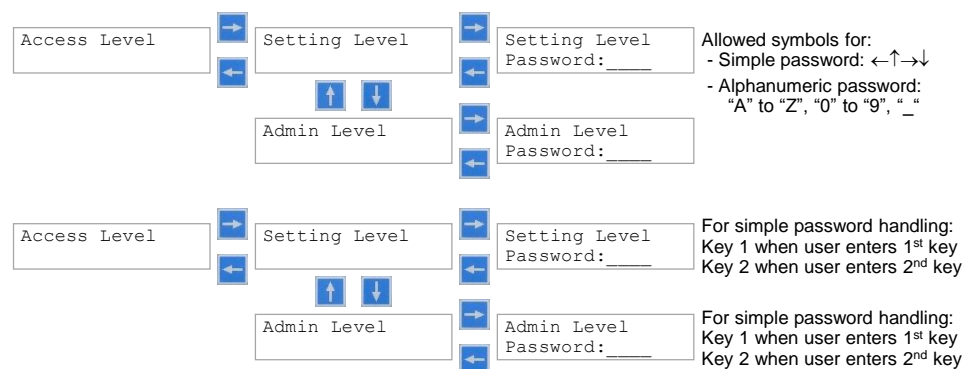 Access Level
Setting Level
Setting Level
Password:____
Allowed symbols for:
- Simple password: ←↑→↓
- Alphanumeric password:
"A" to "Z", "0" to "9", "_"
Admin Level
Admin Level
Password:____
Access Level
Setting Level
Setting Level
Password:____
For simple password handling:
Key 1 when user enters 1st key
Key 2 when user enters 2nd key
Admin Level
Admin Level
Password:____
For simple password handling:
Key 1 when user enters 1st key
Key 2 when user enters 2nd key